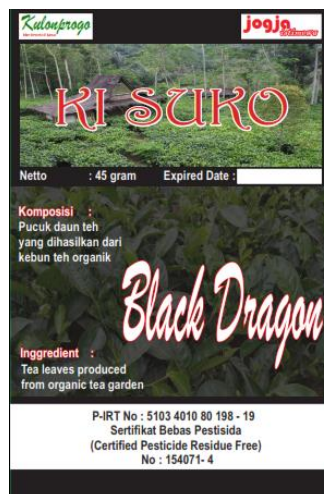 Kulonprogo
jogja
istimewa
KI SUKO
Netto : 45 gram Expired Date :
Komposisi :
Pucuk daun teh
yang dihasilkan dari
kebun teh organik
Black Dragon
Inggredient :
Tea leaves produced
from organic tea garden
P-IRT No : 5103 4010 80 198 - 19
Sertifikat Bebas Pestisida
(Certified Pesticide Residue Free)
No : 154071- 4